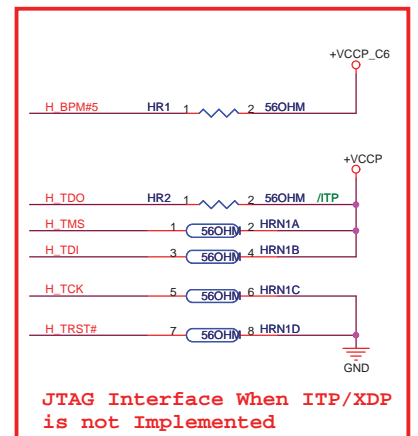 +VCCP_C6
H_BPM#5 HR1 1 2 56OHM
+VCCP
H_TDO HR2 1 2 56OHM /ITP
H_TMS 1 56OHM 2 HRN1A
H_TDI 3 56OHM 4 HRN1B
H_TCK 5 56OHM 6 HRN1C
H_TRST# 7 56OHM 8 HRN1D
GND
JTAG Interface When ITP/XDP
is not Implemented